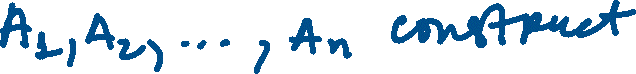 A₁, A₂, ..., Aₙ construct